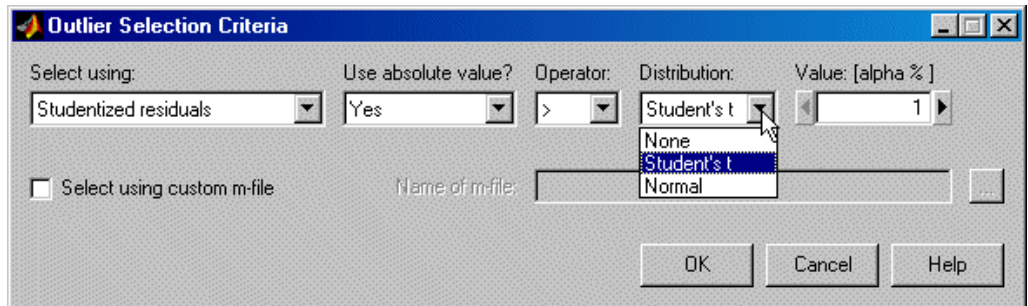 Outlier Selection Criteria
Select using: Use absolute value? Operator: Distribution: Value: [alpha % ]
Studentized residuals Yes > Student's t 1
None
Student's t
Normal
Select using custom m-file Name of m-file: ...
OK Cancel Help